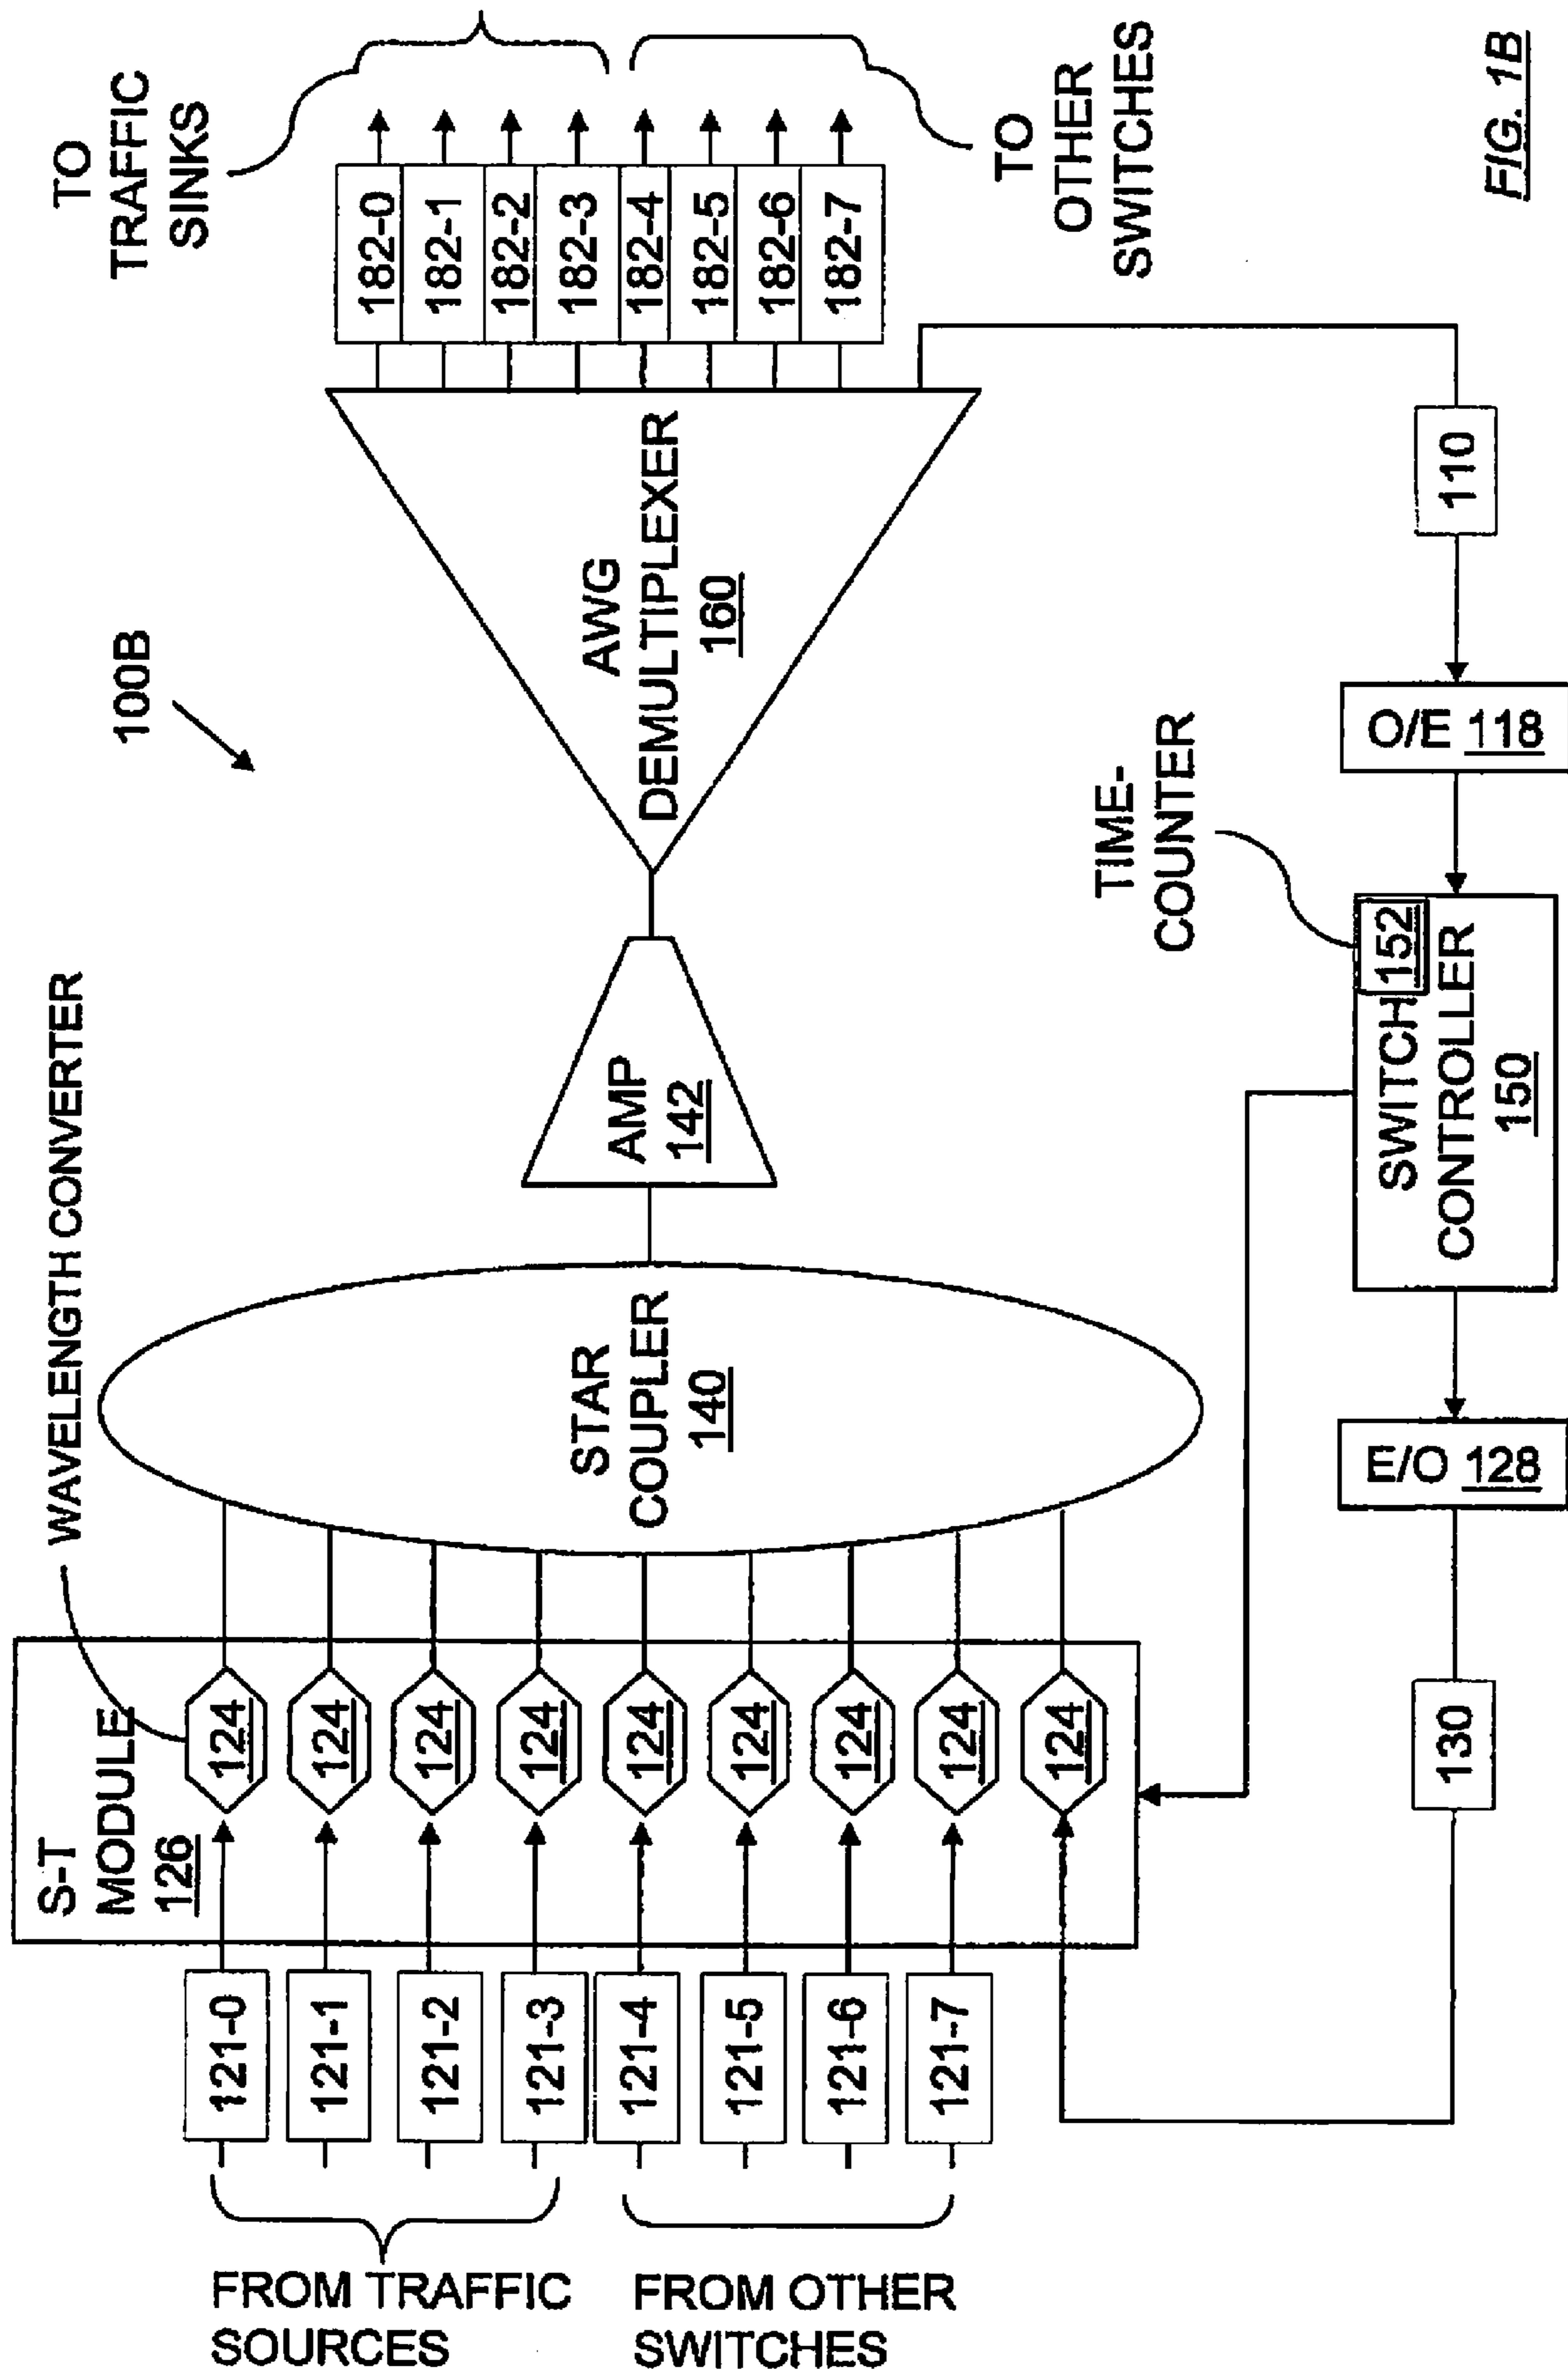 100B
WAVELENGTH CONVERTER
S-T
MODULE
126
124
124
124
124
124
124
124
124
124
121-0
121-1
121-2
121-3
121-4
121-5
121-6
121-7
FROM TRAFFIC
SOURCES
FROM OTHER
SWITCHES
STAR
COUPLER
140
AMP
142
AWG
DEMULTIPLEXER
160
TO
TRAFFIC
SINKS
182-0
182-1
182-2
182-3
182-4
182-5
182-6
182-7
TO
OTHER
SWITCHES
TIME-
COUNTER
130
E/O 128
SWITCH 152
CONTROLLER
150
O/E 118
110
FIG. 1B